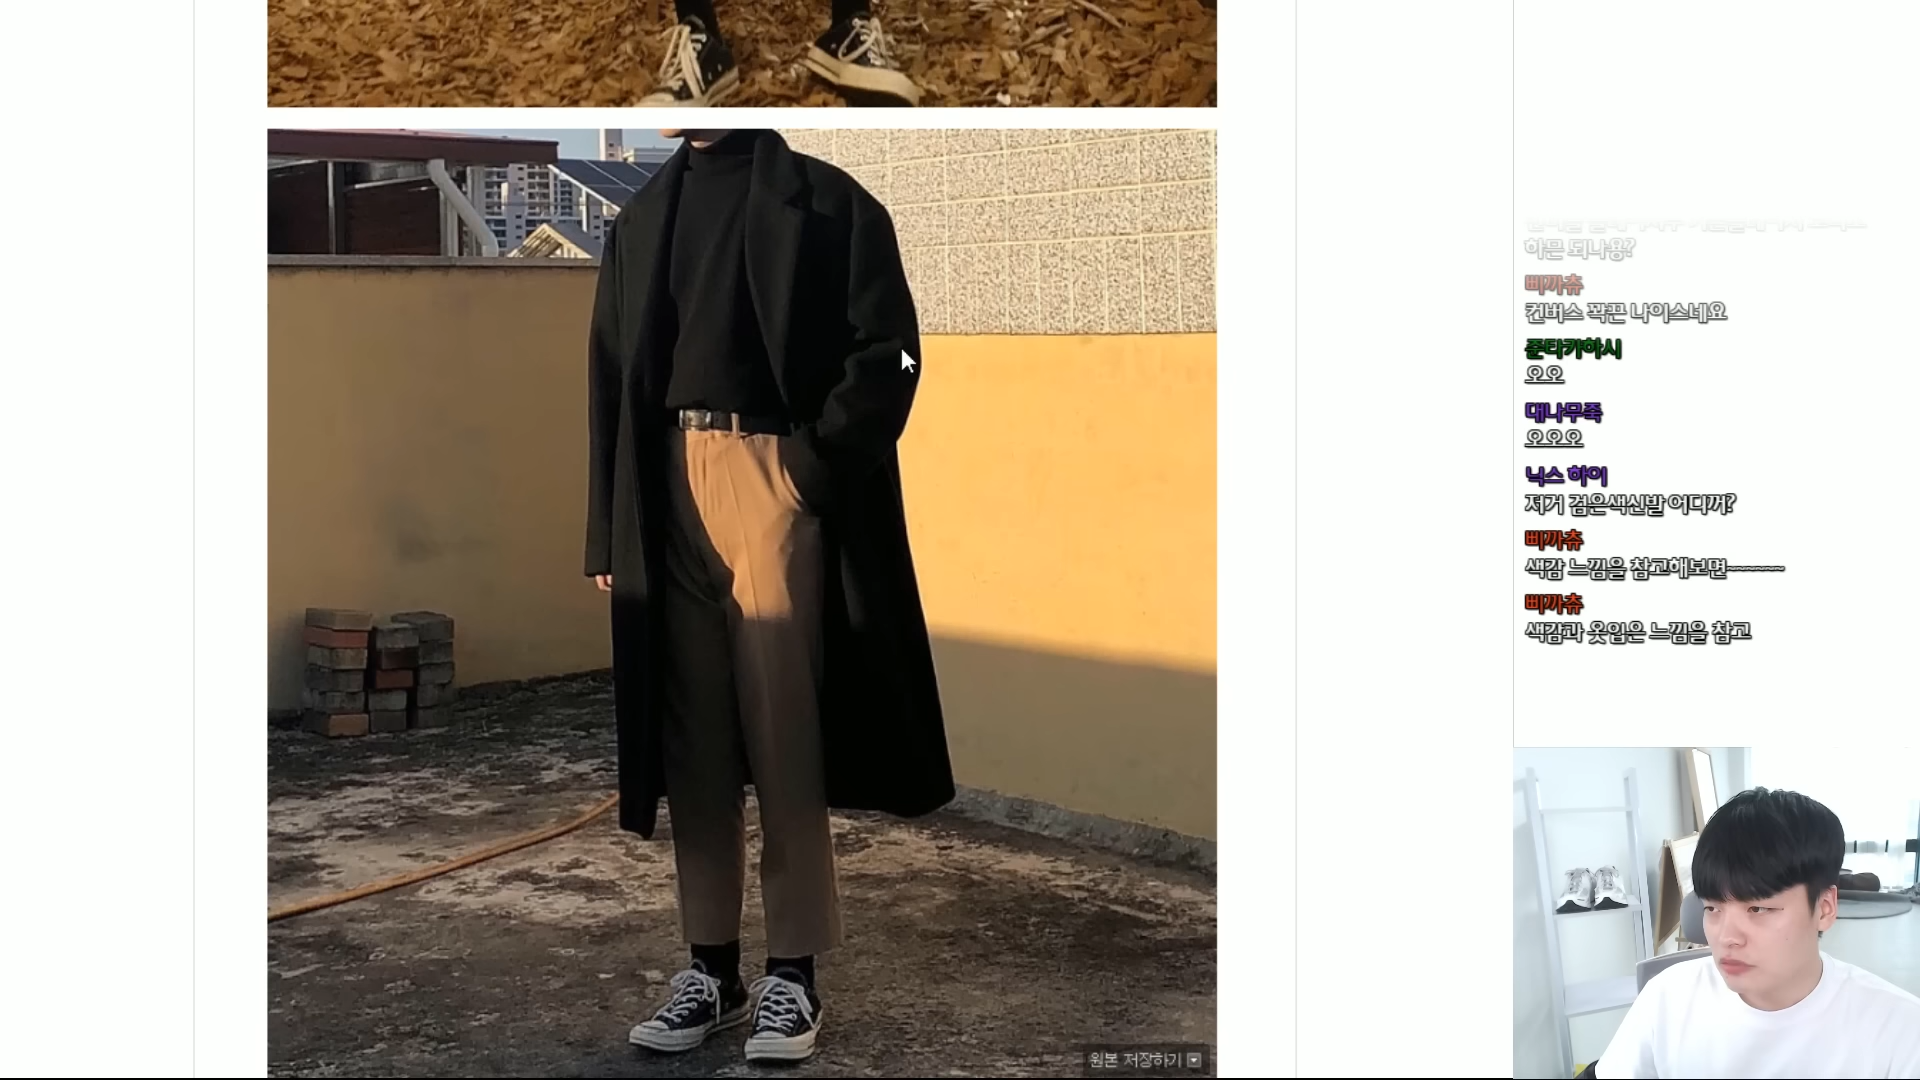 하믄 되나용?
삐까츄
컨버스 꽉끈 나이스네요
준타카하시
오오
대나무죽
오오오
닉스 하이
저거 검은색신발 어디꺼?
삐까츄
색감 느낌을 참고해보면~~~~~~
삐까츄
색감과 옷입은 느낌을 참고
원본 저장하기